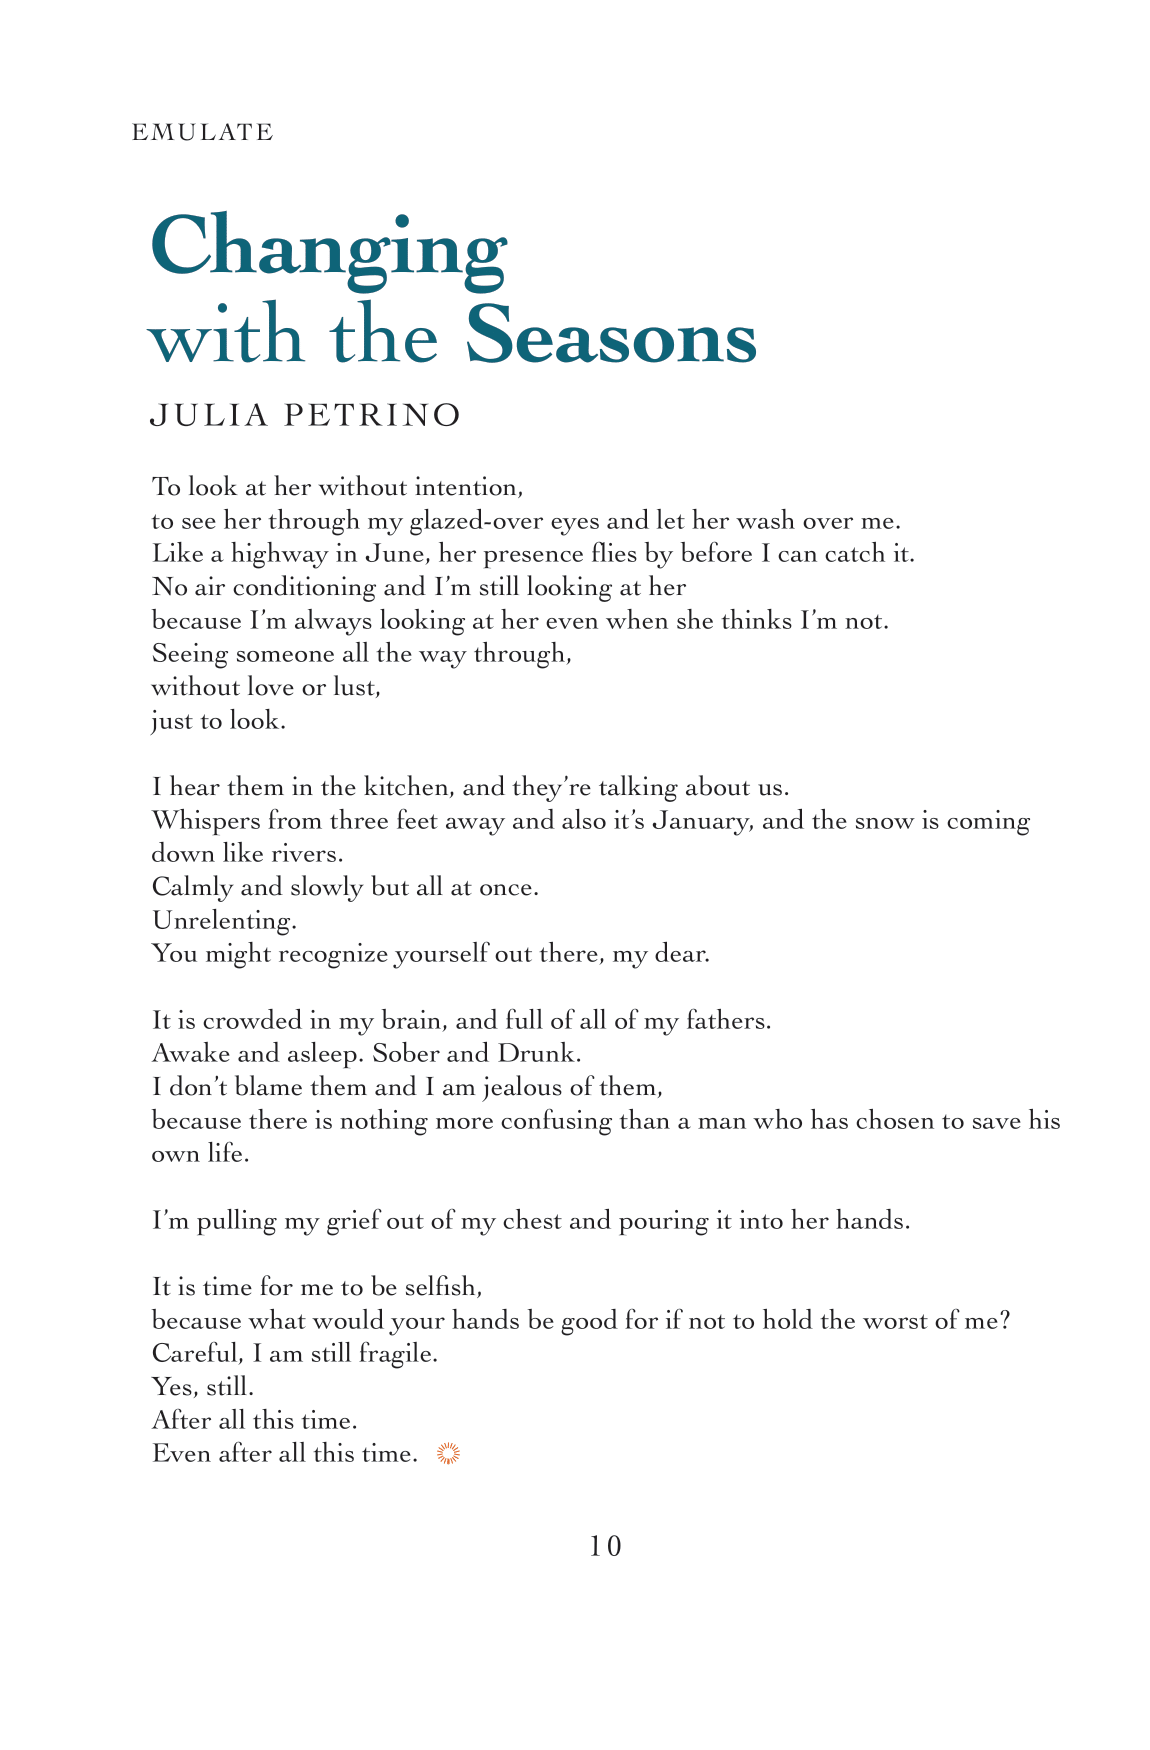 EMULATE
Changing
with the Seasons
JULIA PETRINO
To look at her without intention,
to see her through my glazed-over eyes and let her wash over me.
Like a highway in June, her presence flies by before I can catch it.
No air conditioning and I’m still looking at her
because I’m always looking at her even when she thinks I’m not.
Seeing someone all the way through,
without love or lust,
just to look.
I hear them in the kitchen, and they’re talking about us.
Whispers from three feet away and also it’s January, and the snow is coming
down like rivers.
Calmly and slowly but all at once.
Unrelenting.
You might recognize yourself out there, my dear.
It is crowded in my brain, and full of all of my fathers.
Awake and asleep. Sober and Drunk.
I don’t blame them and I am jealous of them,
because there is nothing more confusing than a man who has chosen to save his
own life.
I’m pulling my grief out of my chest and pouring it into her hands.
It is time for me to be selfish,
because what would your hands be good for if not to hold the worst of me?
Careful, I am still fragile.
Yes, still.
After all this time.
Even after all this time.
10